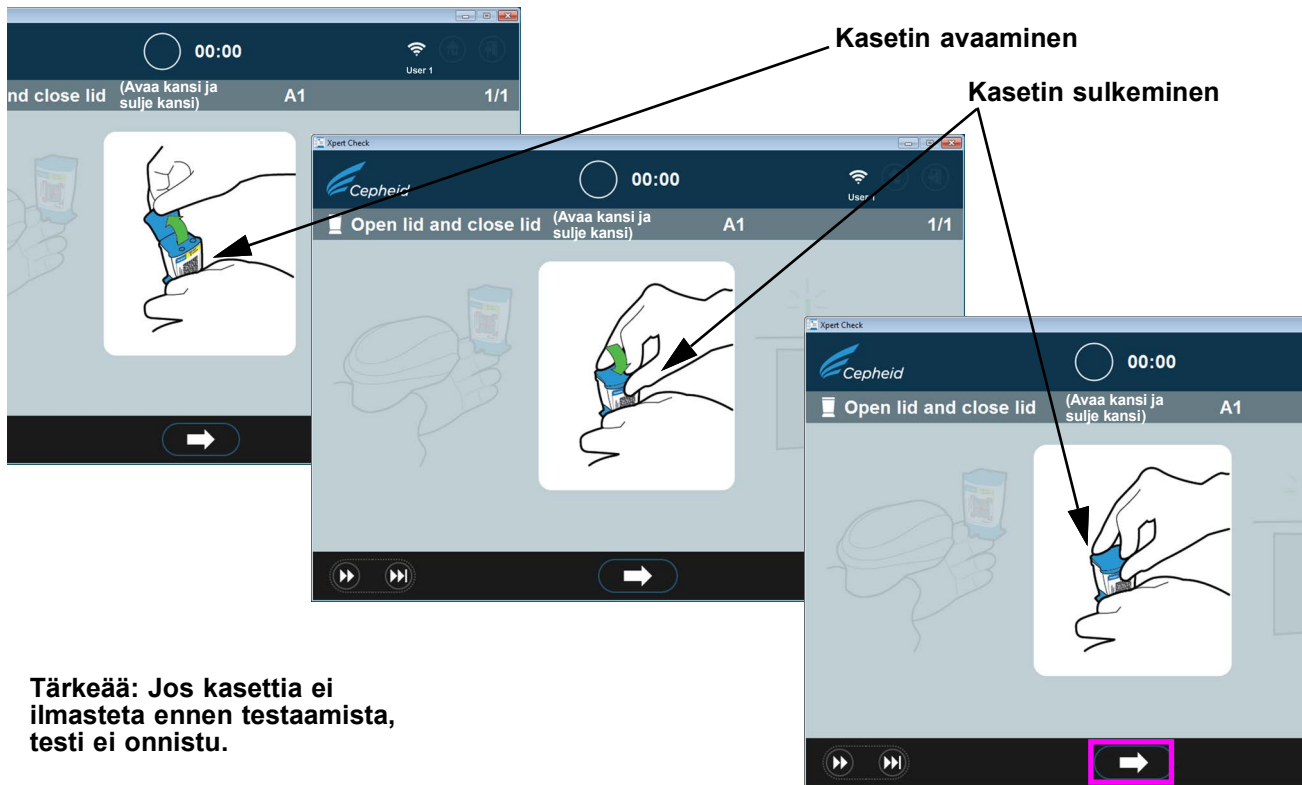 Kasetin avaaminen
Kasetin sulkeminen
00:00
User 1
nd close lid (Avaa kansi ja
sulje kansi) A1 1/1
Xpert Check
Cepheid
00:00
User 1
Open lid and close lid (Avaa kansi ja
sulje kansi) A1 1/1
Xpert Check
Cepheid
00:00
Open lid and close lid (Avaa kansi ja
sulje kansi) A1
Tärkeää: Jos kasettia ei
ilmasteta ennen testaamista,
testi ei onnistu.